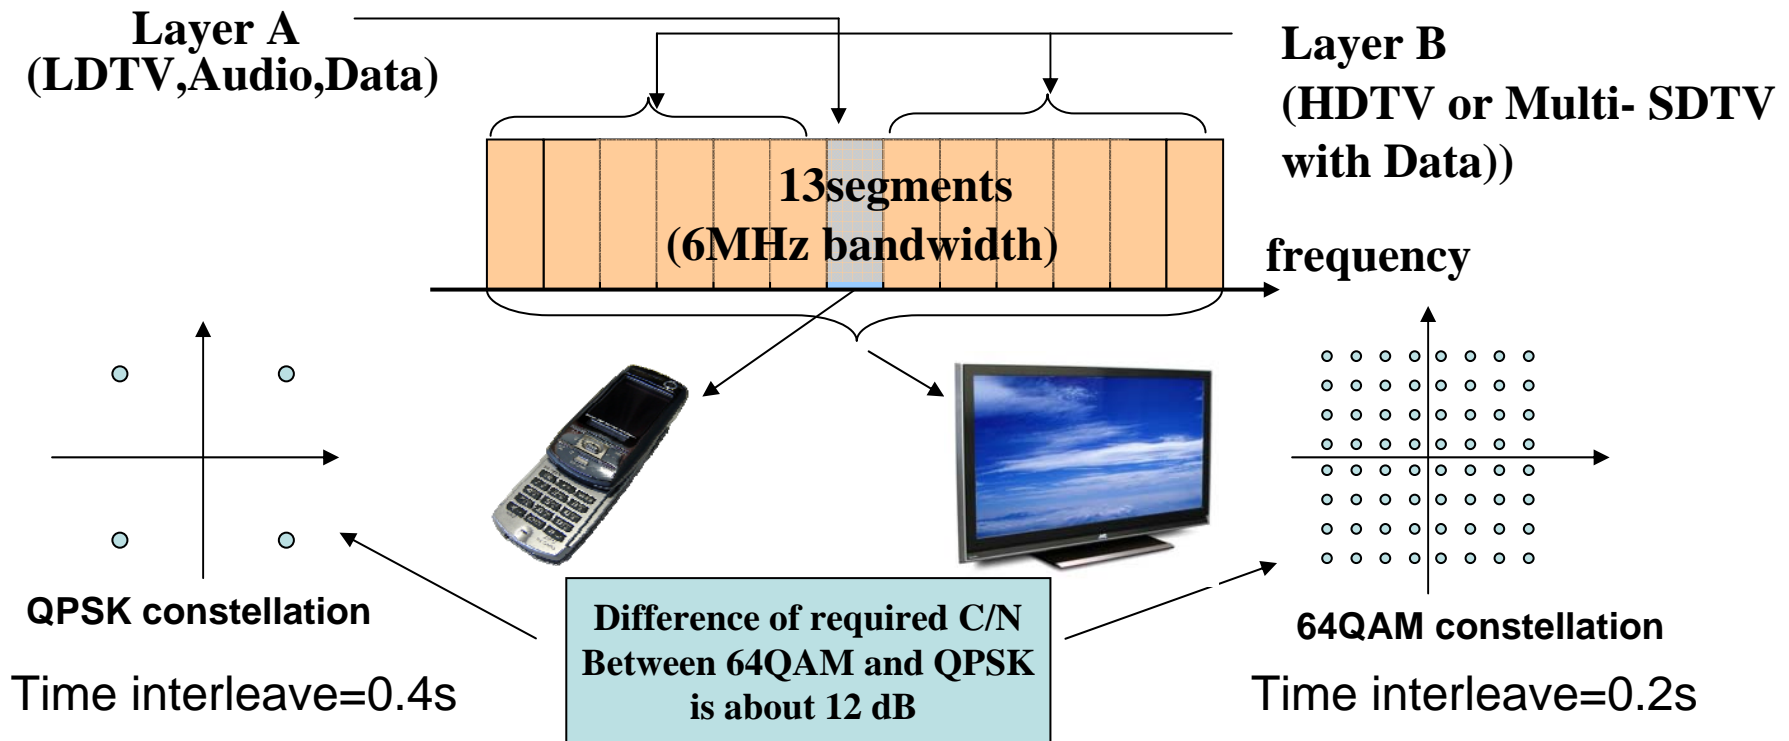 Layer A
(LDTV,Audio,Data)
Layer B
(HDTV or Multi- SDTV
with Data))
13segments
(6MHz bandwidth)
frequency
QPSK constellation
Time interleave=0.4s
Difference of required C/N
Between 64QAM and QPSK
is about 12 dB
64QAM constellation
Time interleave=0.2s
JVC